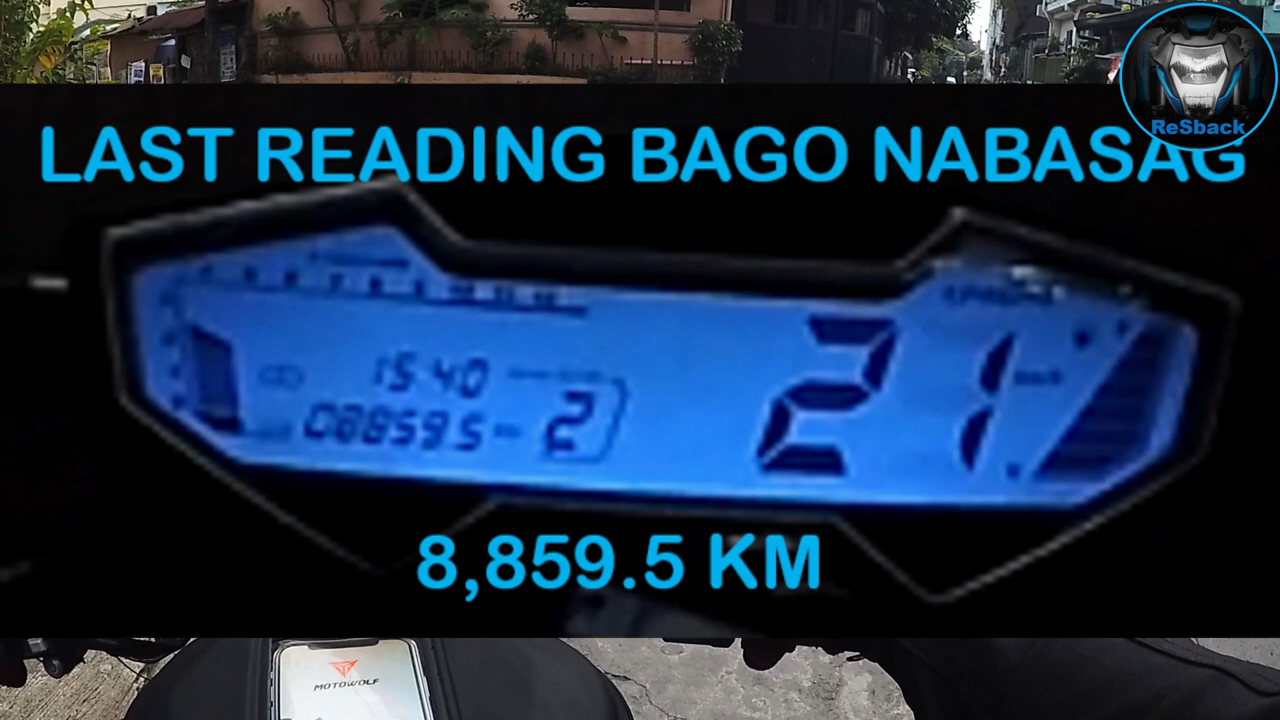 ReSback
LAST READING BAGO NABASAG
15 40
08859.5
2
21
8,859.5 KM
MOTOWOLF